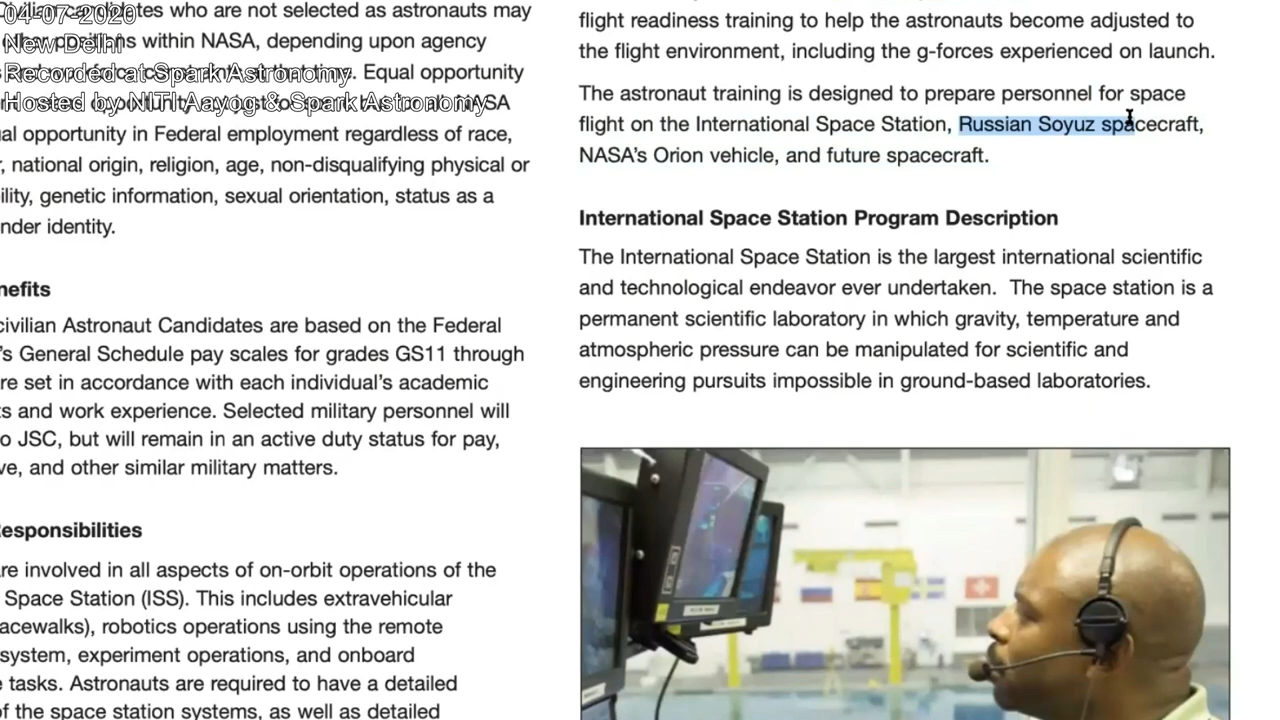 04-07-2020
New Delhi
Recorded at Spark Astronomy
Hosted by NITI Aayog & Spark Astronomy
candidates who are not selected as astronauts may
within NASA, depending upon agency
Equal opportunity
NASA
opportunity in Federal employment regardless of race,
national origin, religion, age, non-disqualifying physical or
genetic information, sexual orientation, status as a
identity.
civilian Astronaut Candidates are based on the Federal
General Schedule pay scales for grades GS11 through
set in accordance with each individual's academic
and work experience. Selected military personnel will
JSC, but will remain in an active duty status for pay,
and other similar military matters.
are involved in all aspects of on-orbit operations of the
Space Station (ISS). This includes extravehicular
robotics operations using the remote
system, experiment operations, and onboard
tasks. Astronauts are required to have a detailed
of the space station systems, as well as detailed
flight readiness training to help the astronauts become adjusted to
the flight environment, including the g-forces experienced on launch.
The astronaut training is designed to prepare personnel for space
flight on the International Space Station, Russian Soyuz spacecraft,
NASA's Orion vehicle, and future spacecraft.
International Space Station Program Description
The International Space Station is the largest international scientific
and technological endeavor ever undertaken. The space station is a
permanent scientific laboratory in which gravity, temperature and
atmospheric pressure can be manipulated for scientific and
engineering pursuits impossible in ground-based laboratories.